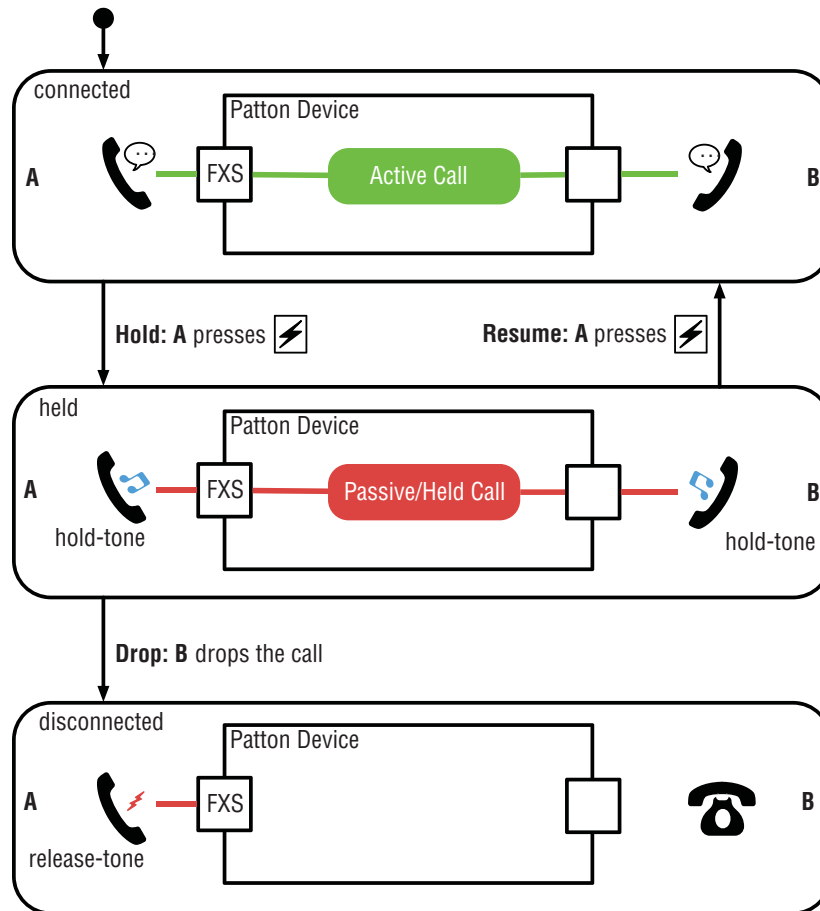 connected
Patton Device
A
FXS
Active Call
B
Hold: A presses
Resume: A presses
held
Patton Device
A
FXS
Passive/Held Call
B
hold-tone
hold-tone
Drop: B drops the call
disconnected
Patton Device
A
FXS
B
release-tone